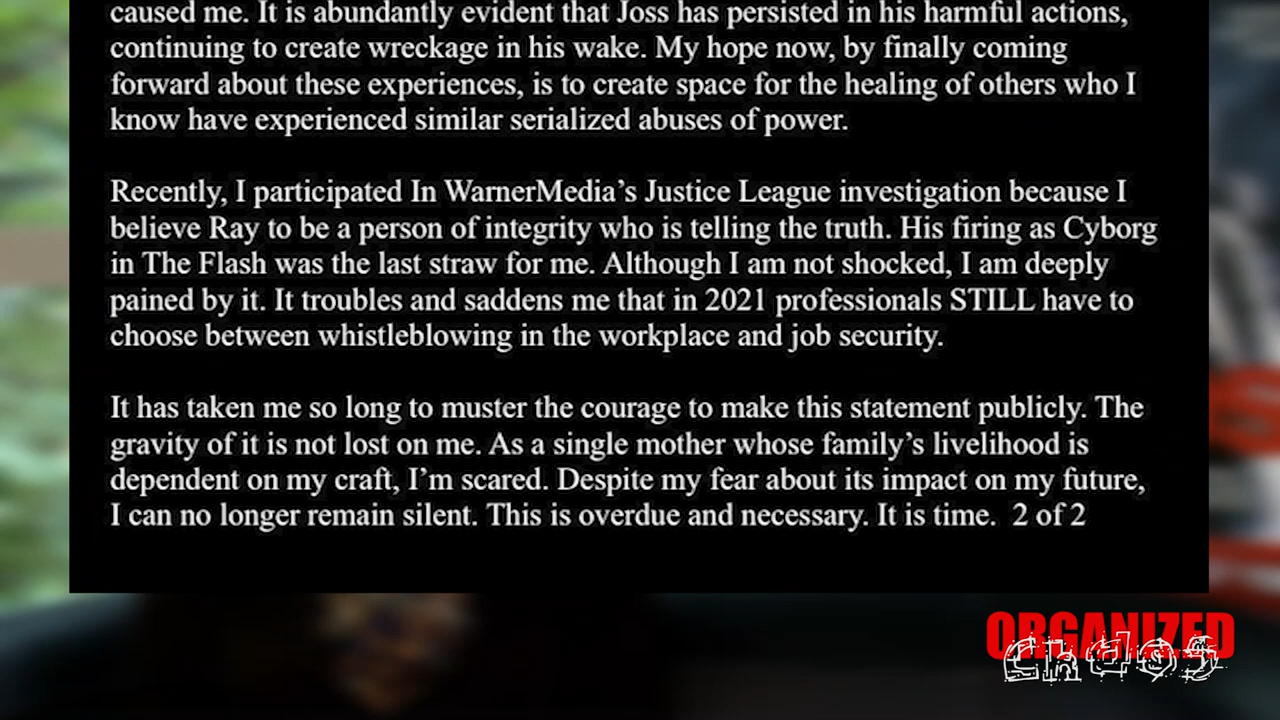 caused me. It is abundantly evident that Joss has persisted in his harmful actions,
continuing to create wreckage in his wake. My hope now, by finally coming
forward about these experiences, is to create space for the healing of others who I
know have experienced similar serialized abuses of power.
Recently, I participated In WarnerMedia’s Justice League investigation because I
believe Ray to be a person of integrity who is telling the truth. His firing as Cyborg
in The Flash was the last straw for me. Although I am not shocked, I am deeply
pained by it. It troubles and saddens me that in 2021 professionals STILL have to
choose between whistleblowing in the workplace and job security.
It has taken me so long to muster the courage to make this statement publicly. The
gravity of it is not lost on me. As a single mother whose family’s livelihood is
dependent on my craft, I’m scared. Despite my fear about its impact on my future,
I can no longer remain silent. This is overdue and necessary. It is time. 2 of 2
ORGANIZED
CHAOS